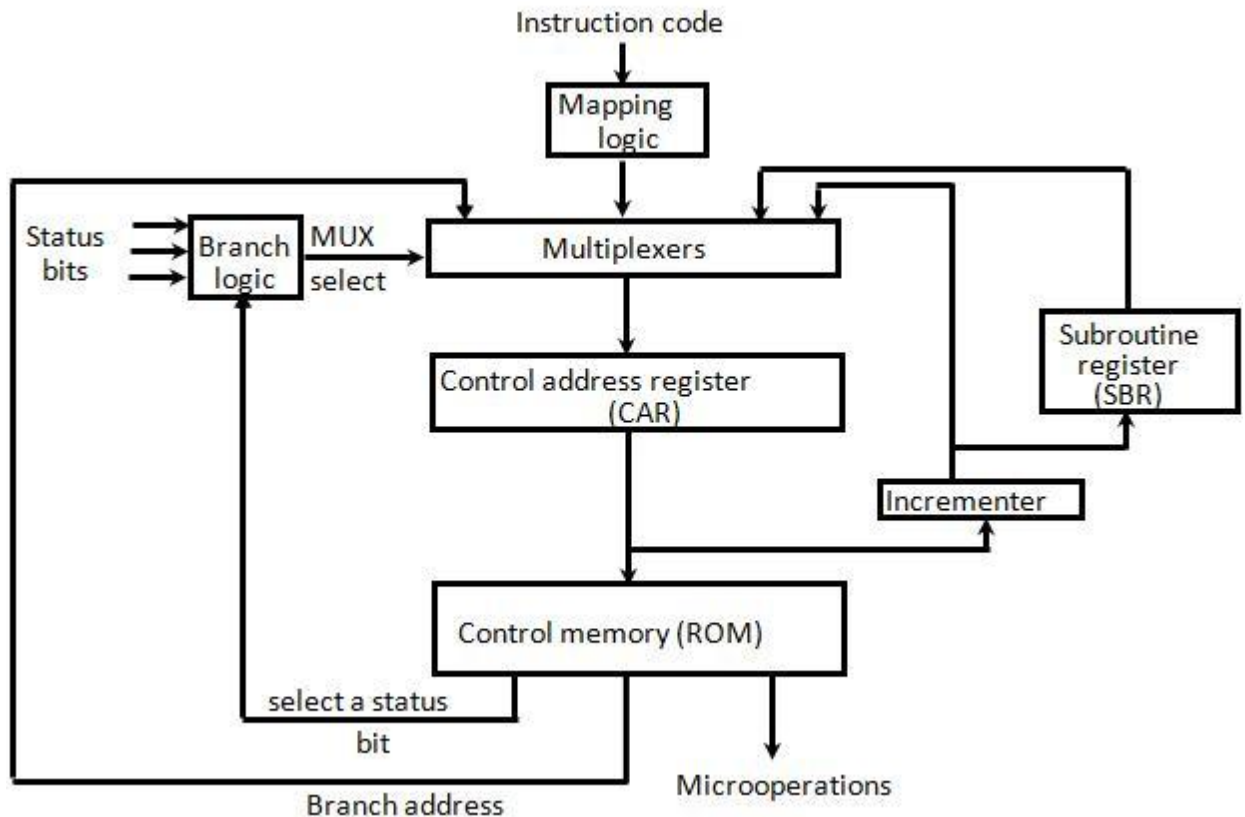 Instruction code
Mapping
logic
Status
bits
Branch
logic
MUX
select
Multiplexers
Subroutine
register
(SBR)
Control address register
(CAR)
Incrementer
Control memory (ROM)
select a status
bit
Microoperations
Branch address